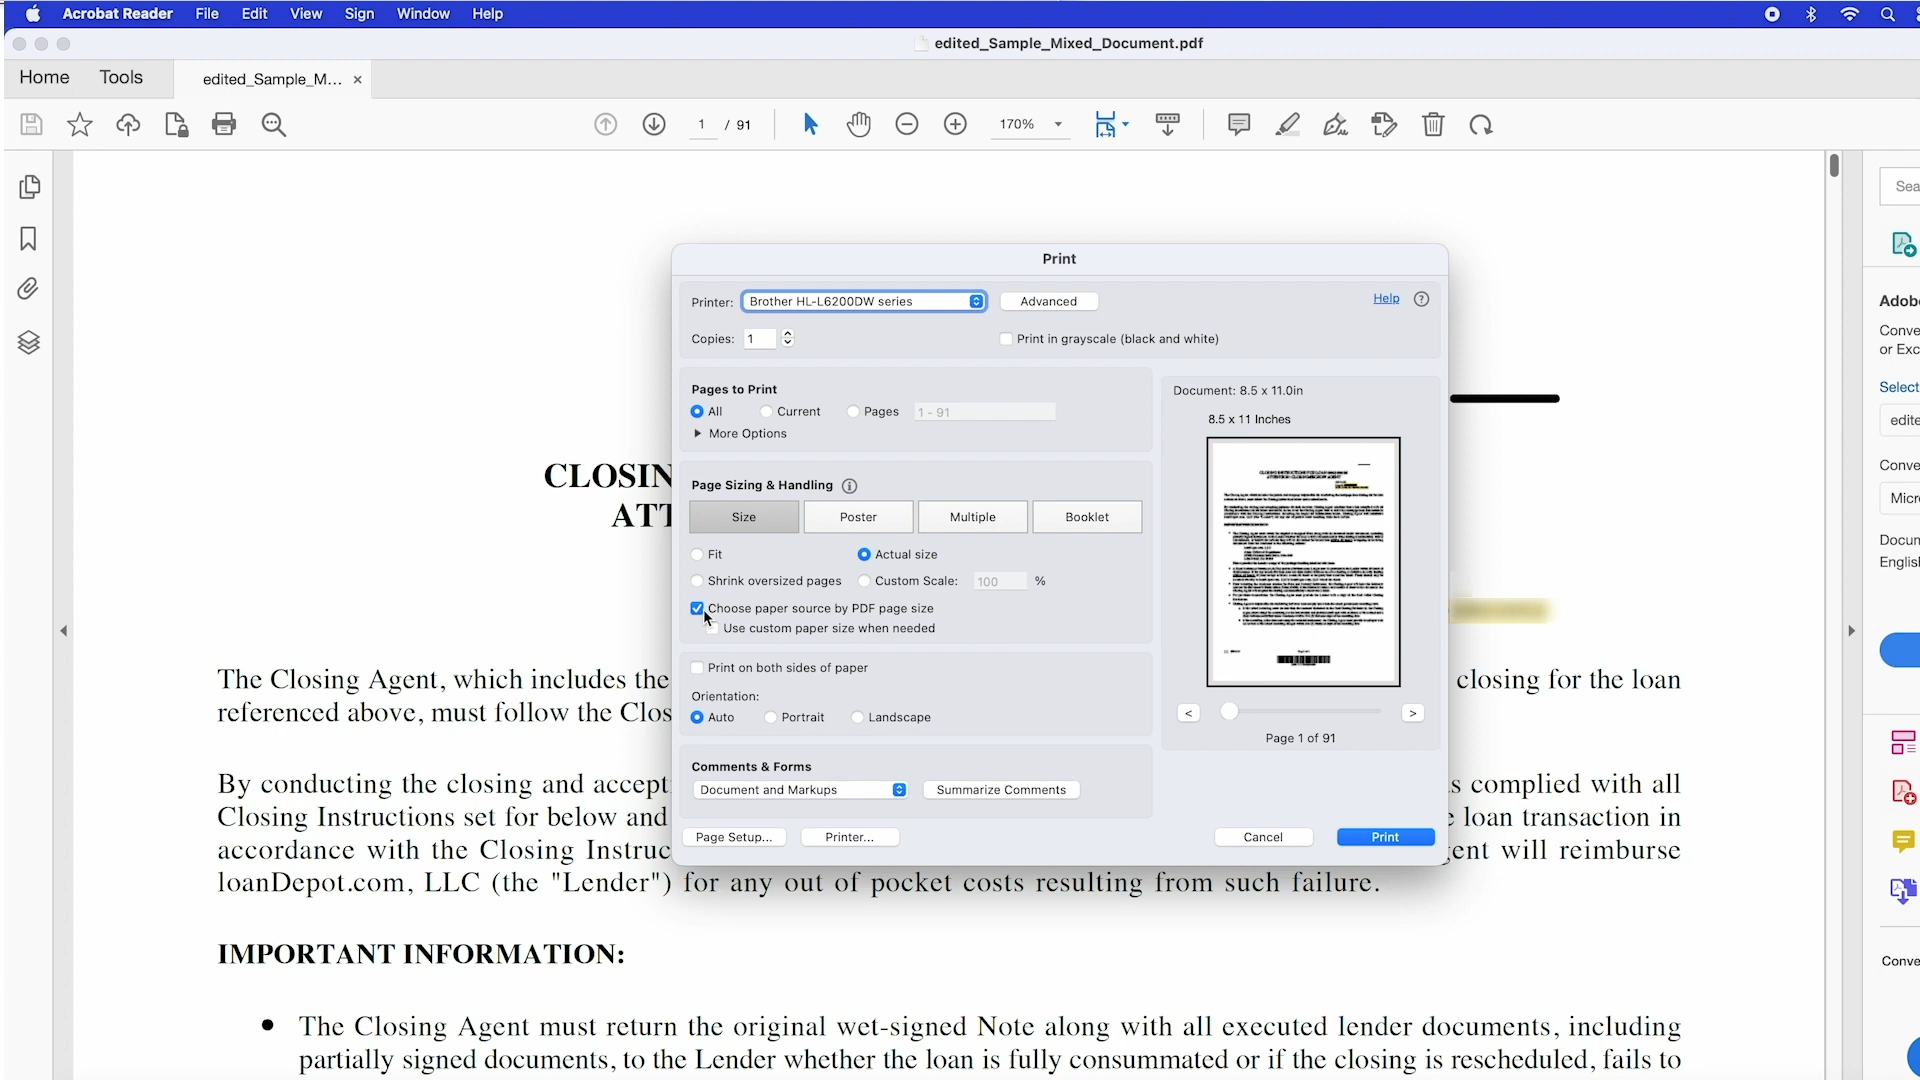 Acrobat Reader File Edit View Sign Window Help
edited_Sample_Mixed_Document.pdf
Home Tools edited_Sample_M... ×
1 / 91 170%
Sea
Print
Printer: Brother HL-L6200DW series Advanced Help ?
Copies: 1 Print in grayscale (black and white)
Pages to Print
All Current Pages 1 - 91
More Options
Page Sizing & Handling i
Size Poster Multiple Booklet
Fit Actual size
Shrink oversized pages Custom Scale: 100 %
Choose paper source by PDF page size
Use custom paper size when needed
Print on both sides of paper
Orientation:
Auto Portrait Landscape
Comments & Forms
Document and Markups Summarize Comments
Page Setup... Printer... Cancel Print
Document: 8.5 x 11.0in
8.5 x 11 Inches
< >
Page 1 of 91
CLOSIN
ATT
The Closing Agent, which includes the closing for the loan
referenced above, must follow the Clos
By conducting the closing and accept s complied with all
Closing Instructions set for below and loan transaction in
accordance with the Closing Instruc ent will reimburse
loanDepot.com, LLC (the "Lender") for any out of pocket costs resulting from such failure.
IMPORTANT INFORMATION:
• The Closing Agent must return the original wet-signed Note along with all executed lender documents, including
partially signed documents, to the Lender whether the loan is fully consummated or if the closing is rescheduled, fails to
Adob
Conve
or Exc
Select
edite
Conve
Micr
Docum
Englis
Conve